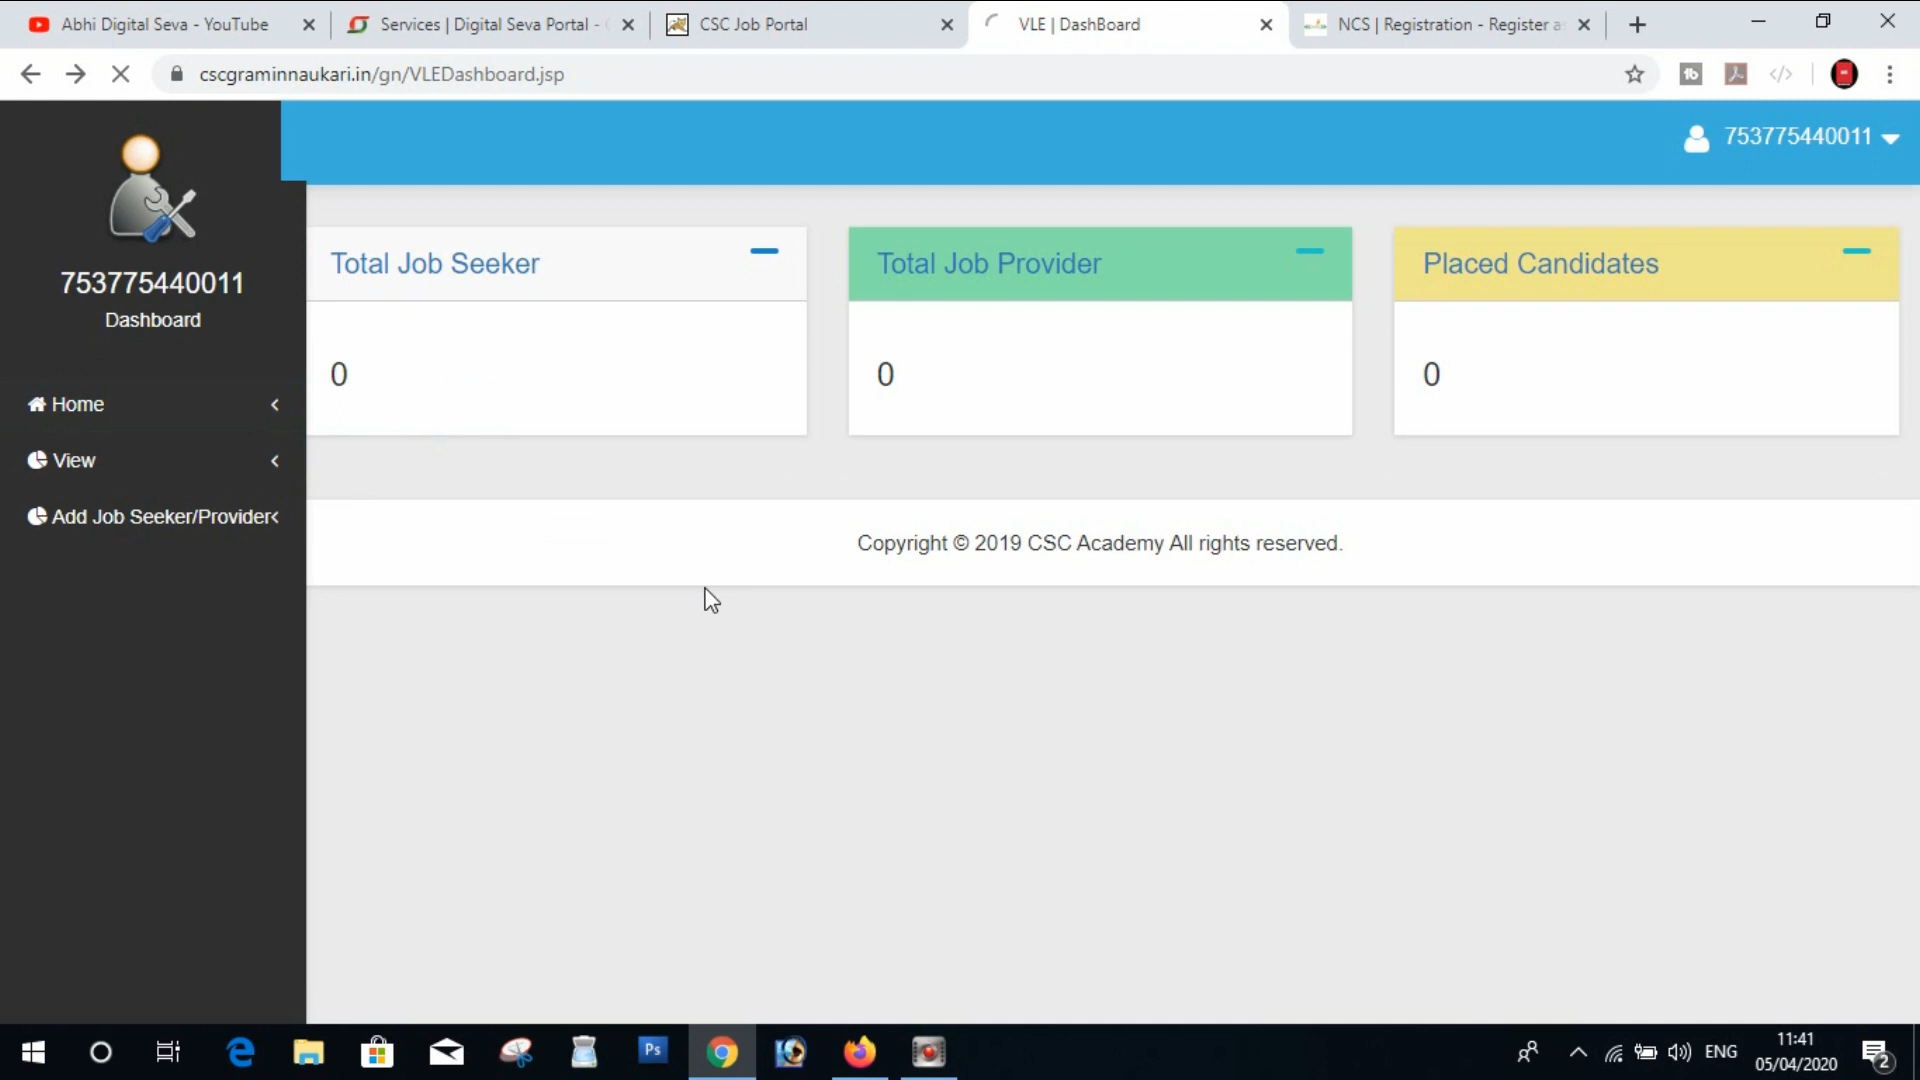 Abhi Digital Seva - YouTube
Services | Digital Seva Portal -
CSC Job Portal
VLE | DashBoard
NCS | Registration - Register a
cscgraminnaukari.in/gn/VLEDashboard.jsp
753775440011
753775440011
Dashboard
Home
View
Add Job Seeker/Provider
Total Job Seeker
0
Total Job Provider
0
Placed Candidates
0
Copyright © 2019 CSC Academy All rights reserved.
Ps
ENG
11:41
05/04/2020
2